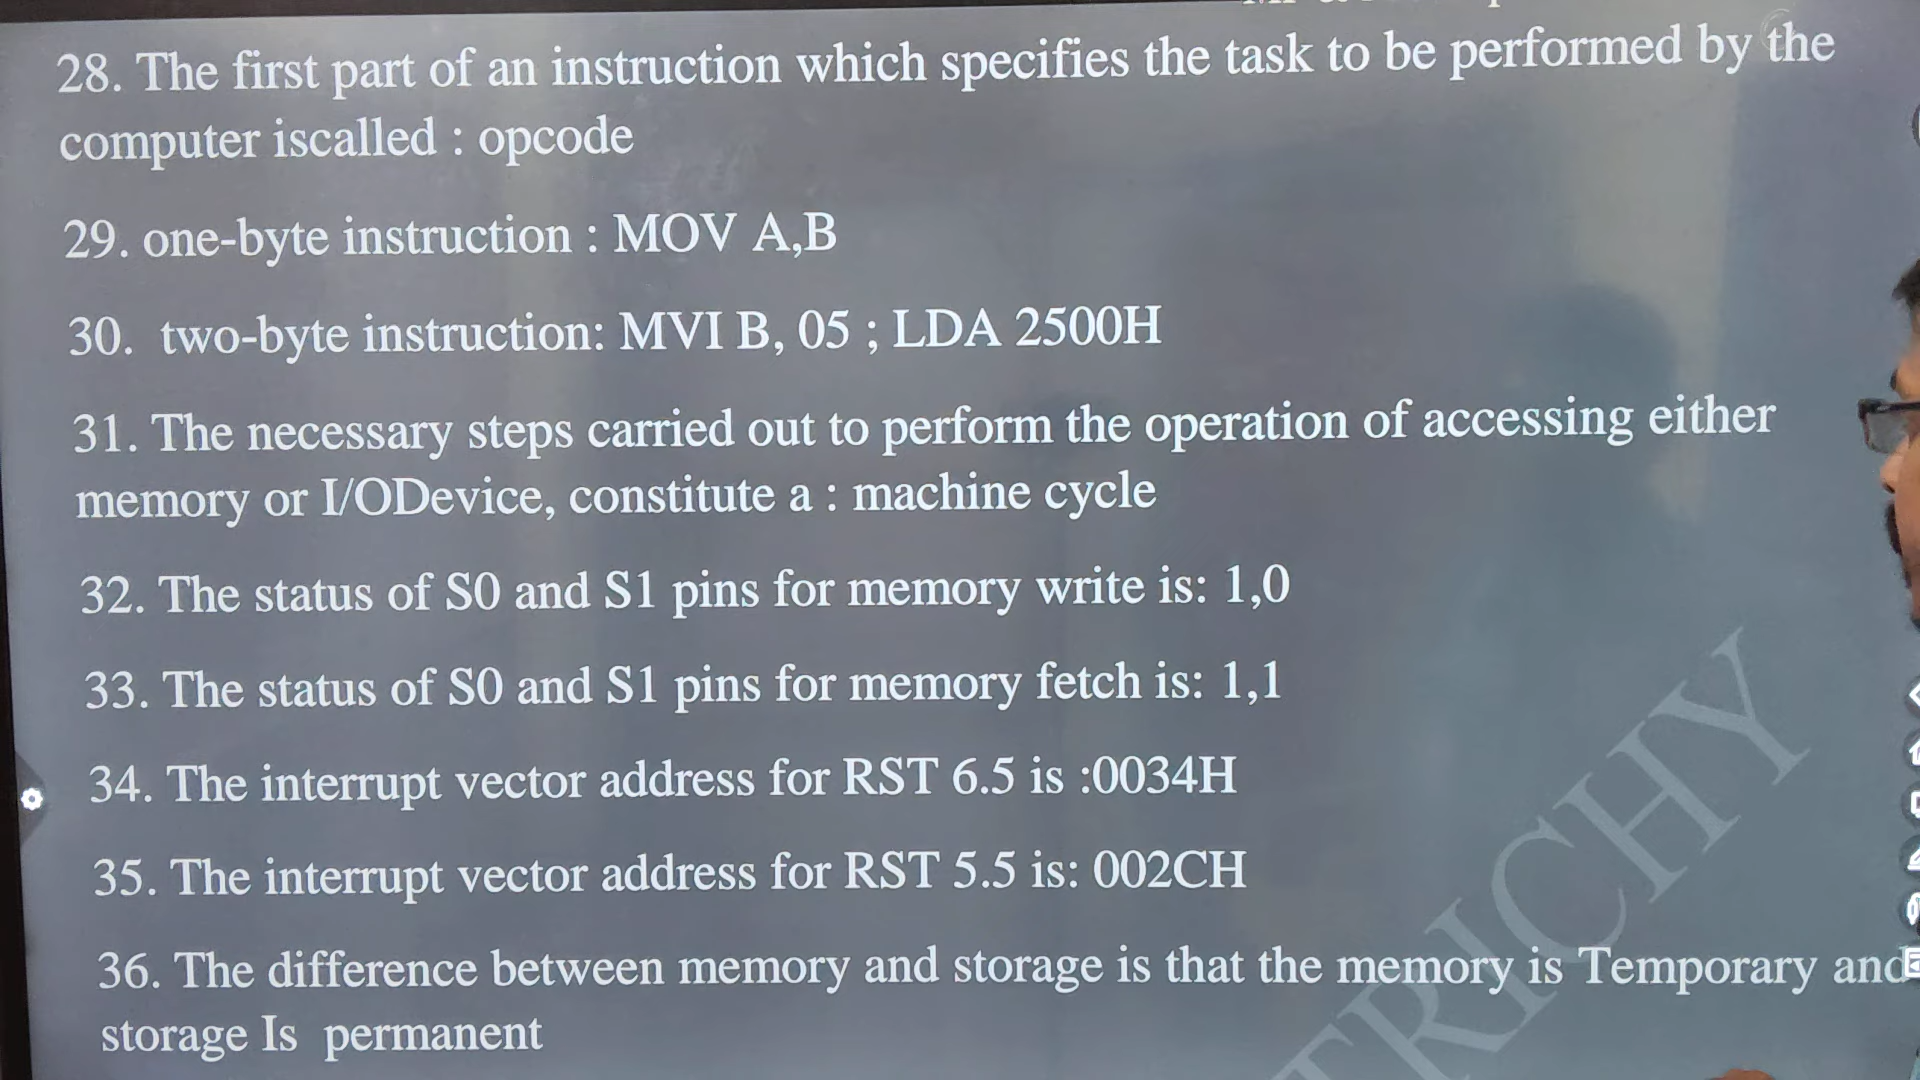 28. The first part of an instruction which specifies the task to be performed by the
computer iscalled : opcode
29. one-byte instruction : MOV A,B
30. two-byte instruction: MVI B, 05 ; LDA 2500H
31. The necessary steps carried out to perform the operation of accessing either
memory or I/ODevice, constitute a : machine cycle
32. The status of S0 and S1 pins for memory write is: 1,0
33. The status of S0 and S1 pins for memory fetch is: 1,1
34. The interrupt vector address for RST 6.5 is :0034H
35. The interrupt vector address for RST 5.5 is: 002CH
36. The difference between memory and storage is that the memory is Temporary and
storage Is permanent
TRICHY